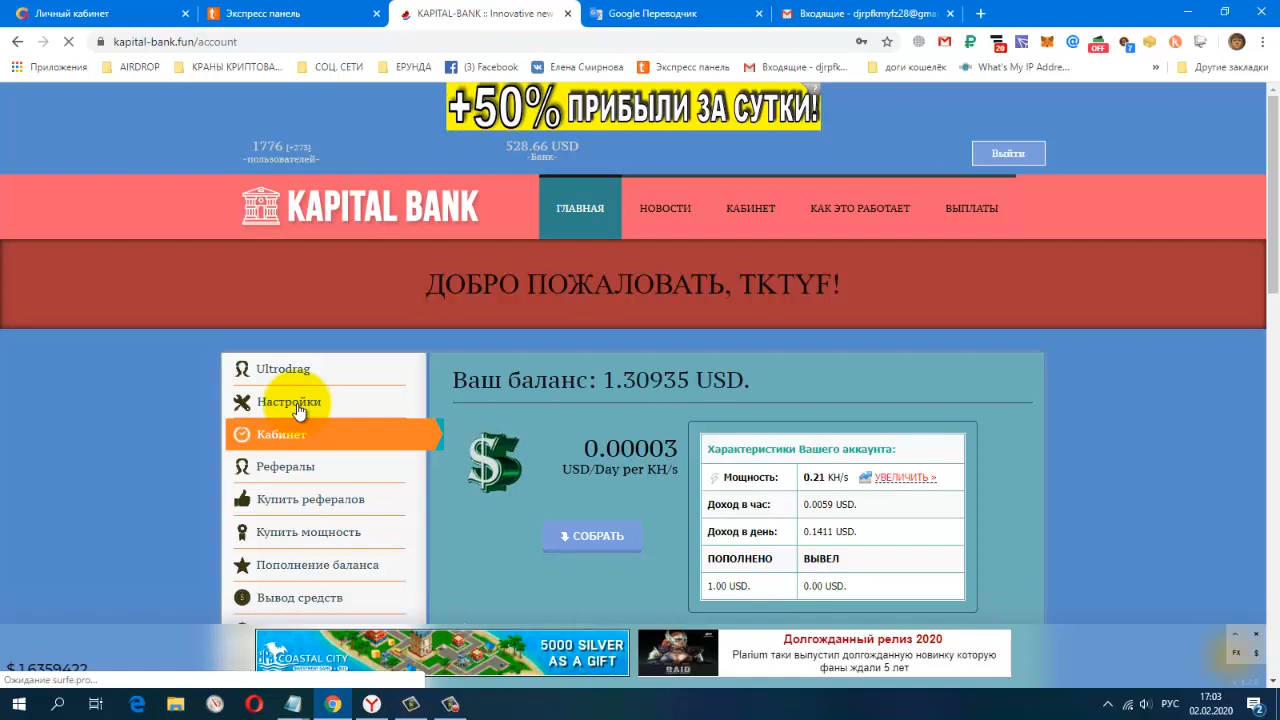 Личный кабинет
Экспресс панель
KAPITAL-BANK :: Innovative new
Google Переводчик
Входящие - djrpfkmyfz28@gma
kapital-bank.fun/account
20
OFF
7
Приложения
AIRDROP
КРАНЫ КРИПТОВА...
СОЦ. СЕТИ
ЕРУНДА
(3) Facebook
Елена Смирнова
Экспресс панель
Входящие - djrpfk...
доги кошелёк
What's My IP Addre...
»
Другие закладки
+50% ПРИБЫЛИ ЗА СУТКИ!
1776 [+273]
-пользователей-
528.66 USD
-Банк-
Выйти
KAPITAL BANK
ГЛАВНАЯ
НОВОСТИ
КАБИНЕТ
КАК ЭТО РАБОТАЕТ
ВЫПЛАТЫ
ДОБРО ПОЖАЛОВАТЬ, TKTYF!
Ultrodrag
Настройки
Кабинет
Рефералы
Купить рефералов
Купить мощность
Пополнение баланса
Вывод средств
Ваш баланс: 1.30935 USD.
0.00003
USD/Day per KH/s
СОБРАТЬ
Характеристики Вашего аккаунта:
Мощность: 0.21 KH/s УВЕЛИЧИТЬ »
Доход в час: 0.0059 USD.
Доход в день: 0.1411 USD.
ПОПОЛНЕНО ВЫВЕЛ
1.00 USD. 0.00 USD.
COASTAL CITY
5000 SILVER
AS A GIFT
RAID
Долгожданный релиз 2020
Plarium таки выпустил долгожданную новинку которую
фаны ждали 5 лет
FX $
$ 1.6359422
Ожидание surfe.pro...
РУС
17:03
02.02.2020
2